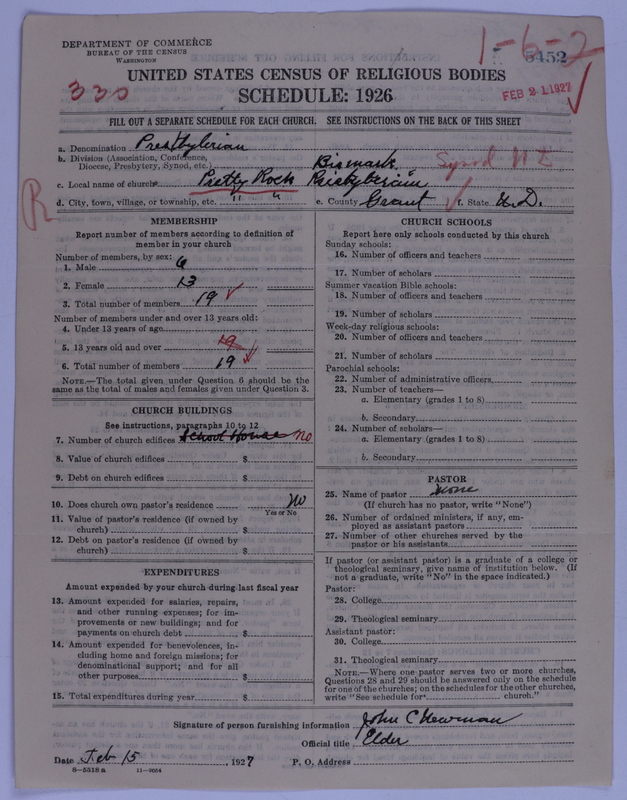 DEPARTMENT OF COMMERCE
BUREAU OF THE CENSUS
WASHINGTON
1-6-2
5452
UNITED STATES CENSUS OF RELIGIOUS BODIES
330
SCHEDULE: 1926
FEB 21 1927
FILL OUT A SEPARATE SCHEDULE FOR EACH CHURCH. SEE INSTRUCTIONS ON THE BACK OF THIS SHEET
a. Denomination Presbyterian
b. Division (Association, Conference,
Diocese, Presbytery, Synod, etc.) Bismark Synod
c. Local name of church Pretty Rock Presbyterian
R
d. City, town, village, or township, etc. " "
e. County Grant f. State N.D.
MEMBERSHIP
Report number of members according to definition of
member in your church
Number of members, by sex:
1. Male 6
2. Female 13
3. Total number of members 19
Number of members under and over 13 years old:
4. Under 13 years of age
5. 13 years old and over 19
6. Total number of members 19
NOTE.—The total given under Question 6 should be
same as the total of males and females given under Question 3.
CHURCH BUILDINGS
See instructions, paragraphs 10 to 12
7. Number of church edifices School House no
8. Value of church edifices $
9. Debt on church edifices $
10. Does church own pastor's residence No
Yes or No
11. Value of pastor's residence (if owned by
church) $
12. Debt on pastor's residence (if owned by
church) $
EXPENDITURES
Amount expended by your church during last fiscal year
13. Amount expended for salaries, repairs,
and other running expenses; for im-
provements or new buildings; and for
payments on church debt $
14. Amount expended for benevolences, in-
cluding home and foreign missions; for
denominational support; and for all
other purposes $
15. Total expenditures during year $
CHURCH SCHOOLS
Report here only schools conducted by this church
Sunday schools:
16. Number of officers and teachers
17. Number of scholars
Summer vacation Bible schools:
18. Number of officers and teachers
19. Number of scholars
Week-day religious schools:
20. Number of officers and teachers
21. Number of scholars
Parochial schools:
22. Number of administrative officers
23. Number of teachers—
a. Elementary (grades 1 to 8)
b. Secondary
24. Number of scholars—
a. Elementary (grades 1 to 8)
b. Secondary
PASTOR
25. Name of pastor None
(If church has no pastor, write "None")
26. Number of ordained ministers, if any, em-
ployed as assistant pastors
27. Number of other churches served by the
pastor or his assistants
If pastor (or assistant pastor) is a graduate of a college or
theological seminary, give name of institution below. (If
not a graduate, write "No" in the space indicated.)
Pastor:
28. College
29. Theological seminary
Assistant pastor:
30. College
31. Theological seminary
NOTE.—Where one pastor serves two or more churches,
Questions 28 and 29 should be answered only on the schedule
for one of the churches; on the schedules for the other churches,
write "See schedule for church."
Signature of person furnishing information John C Newman
Official title Elder
Date Feb 15, 1927 P. O. Address
8-5518 a 11-9034